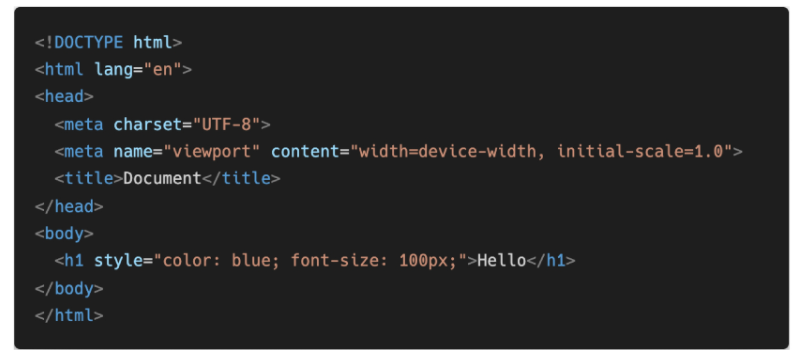 <!DOCTYPE html>
<html lang="en">
<head>
  <meta charset="UTF-8">
  <meta name="viewport" content="width=device-width, initial-scale=1.0">
  <title>Document</title>
</head>
<body>
  <h1 style="color: blue; font-size: 100px;">Hello</h1>
</body>
</html>